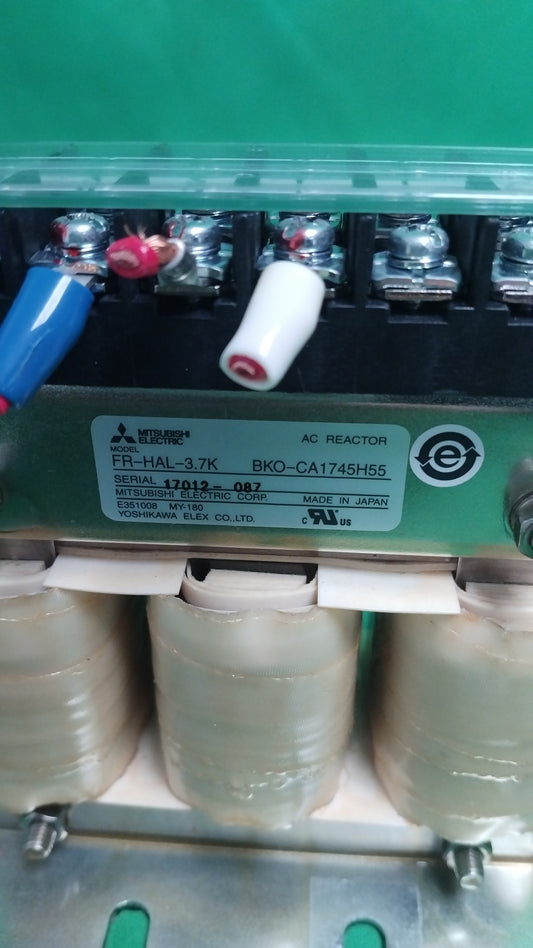 MITSUBISHI
ELECTRIC
AC REACTOR
MODEL
FR-HAL-3.7K BKO-CA1745H55
SERIAL 17012- 087
MITSUBISHI ELECTRIC CORP. MADE IN JAPAN
E351008 MY-180
YOSHIKAWA ELEX CO.,LTD.
c RU US
e